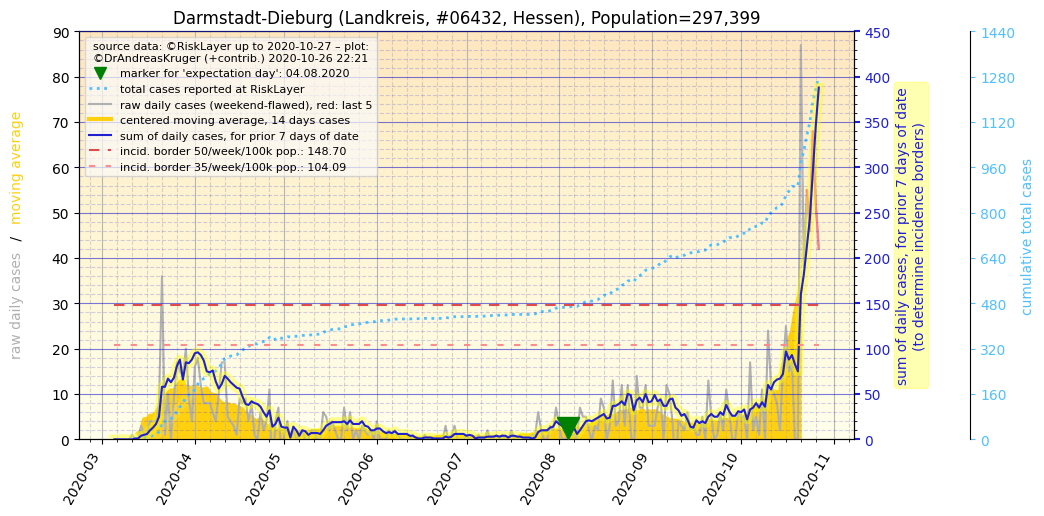 Darmstadt-Dieburg (Landkreis, #06432, Hessen), Population=297,399
source data: ©RiskLayer up to 2020-10-27 – plot:
©DrAndreasKruger (+contrib.) 2020-10-26 22:21
marker for 'expectation day': 04.08.2020
total cases reported at RiskLayer
raw daily cases (weekend-flawed), red: last 5
centered moving average, 14 days cases
sum of daily cases, for prior 7 days of date
incid. border 50/week/100k pop.: 148.70
incid. border 35/week/100k pop.: 104.09
raw daily cases / moving average
90
80
70
60
50
40
30
20
10
0
2020-03
2020-04
2020-05
2020-06
2020-07
2020-08
2020-09
2020-10
2020-11
450
400
350
300
250
200
150
100
50
0
sum of daily cases, for prior 7 days of date
(to determine incidence borders)
1440
1280
1120
960
800
640
480
320
160
0
cumulative total cases